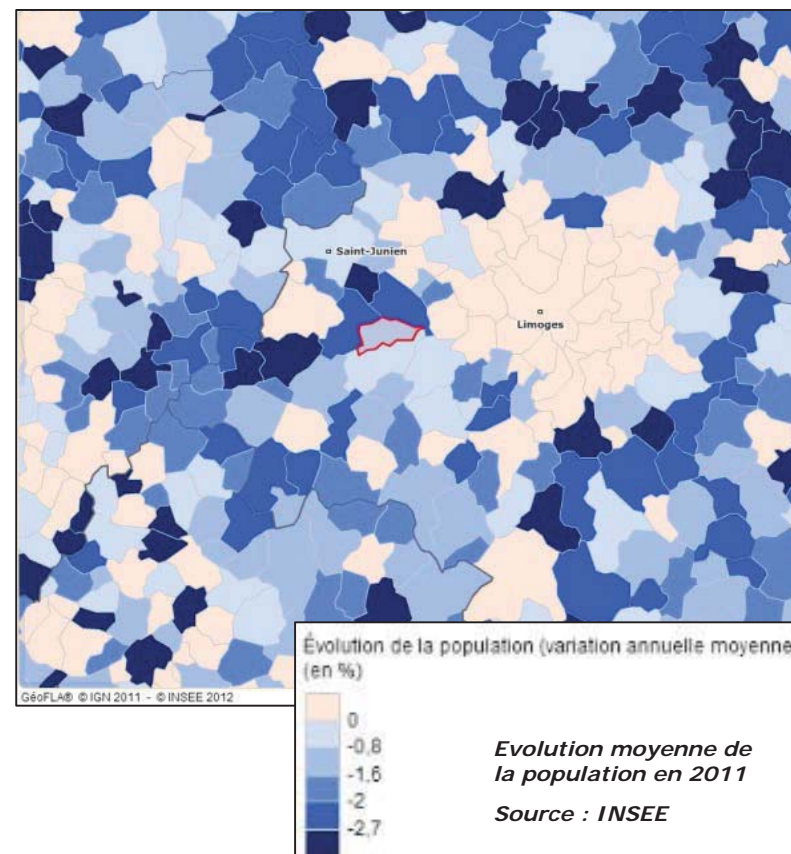 Saint-Junien
Limoges
GéoFLA® © IGN 2011 - © INSEE 2012
Évolution de la population (variation annuelle moyenne
(en %)
0
-0,8
-1,6
-2
-2,7
Evolution moyenne de
la population en 2011
Source : INSEE